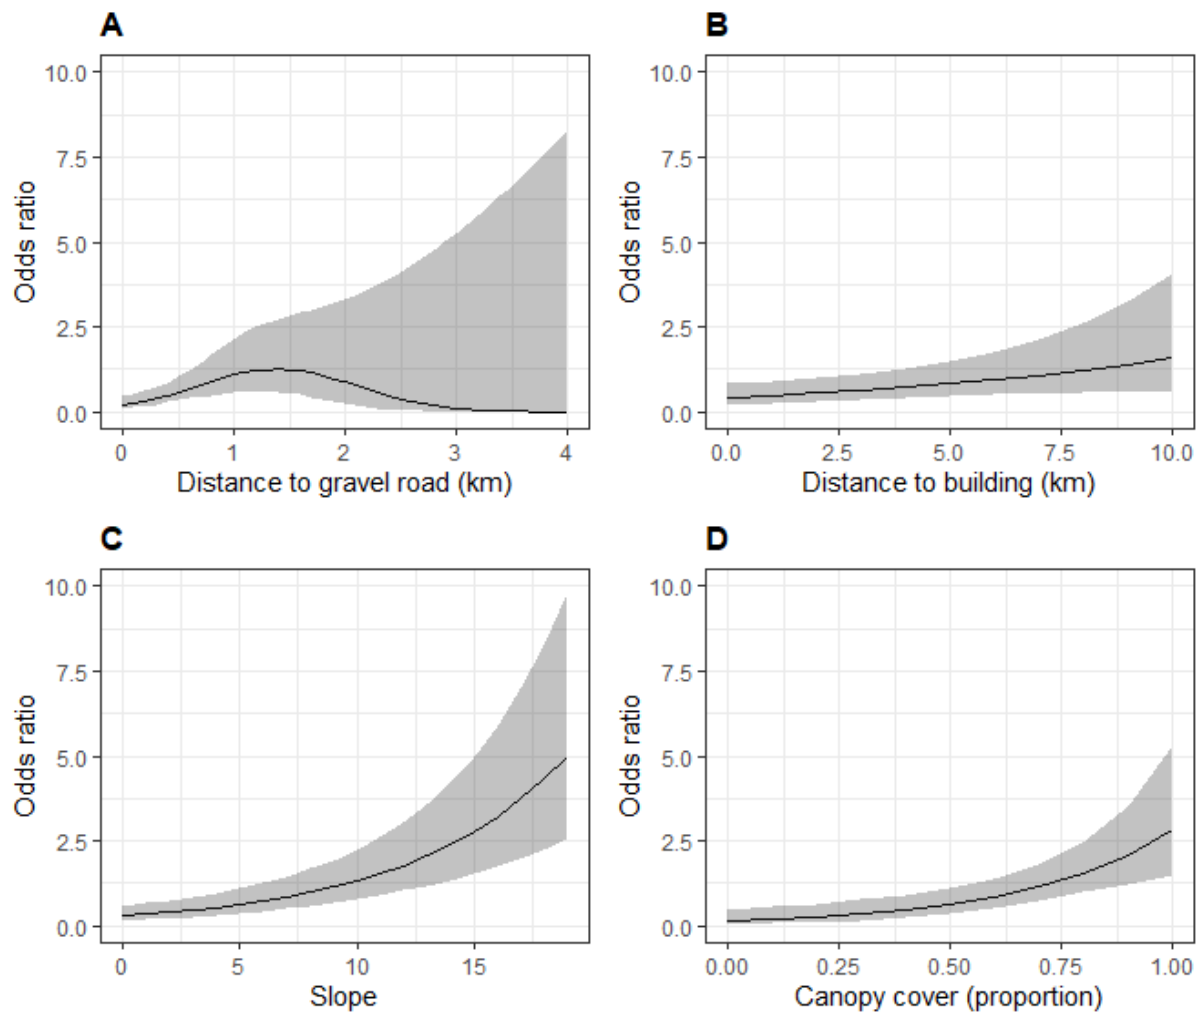 A
10.0
7.5
5.0
2.5
0.0
Odds ratio
0 1 2 3 4
Distance to gravel road (km)
B
10.0
7.5
5.0
2.5
0.0
Odds ratio
0.0 2.5 5.0 7.5 10.0
Distance to building (km)
C
10.0
7.5
5.0
2.5
0.0
Odds ratio
0 5 10 15
Slope
D
10.0
7.5
5.0
2.5
0.0
Odds ratio
0.00 0.25 0.50 0.75 1.00
Canopy cover (proportion)